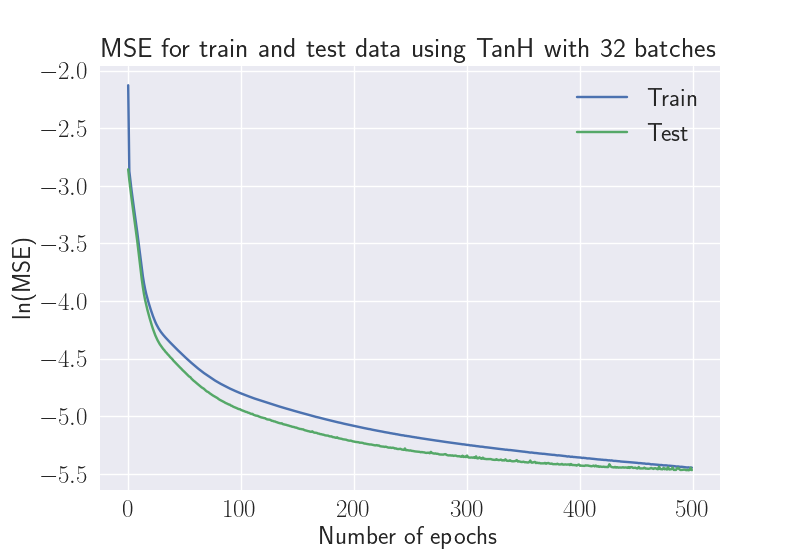 MSE for train and test data using TanH with 32 batches
−2.0
−2.5
−3.0
−3.5
−4.0
−4.5
−5.0
−5.5
ln(MSE)
Train
Test
0 100 200 300 400 500
Number of epochs